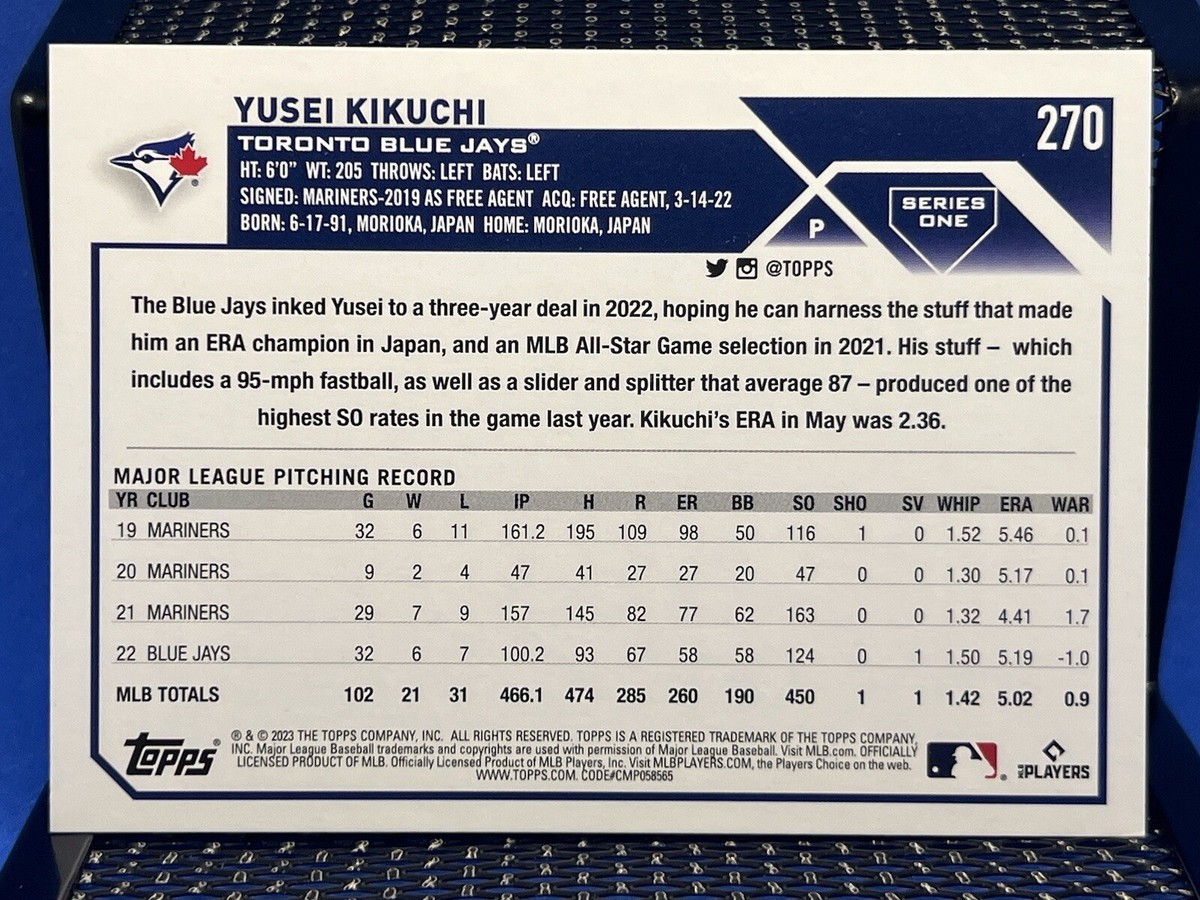 YUSEI KIKUCHI
270
TORONTO BLUE JAYS®
HT: 6'0" WT: 205 THROWS: LEFT BATS: LEFT
SIGNED: MARINERS-2019 AS FREE AGENT ACQ: FREE AGENT, 3-14-22
BORN: 6-17-91, MORIOKA, JAPAN HOME: MORIOKA, JAPAN
P
SERIES
ONE
@TOPPS
The Blue Jays inked Yusei to a three-year deal in 2022, hoping he can harness the stuff that made
him an ERA champion in Japan, and an MLB All-Star Game selection in 2021. His stuff – which
includes a 95-mph fastball, as well as a slider and splitter that average 87 – produced one of the
highest SO rates in the game last year. Kikuchi's ERA in May was 2.36.
MAJOR LEAGUE PITCHING RECORD
YR CLUB G W L IP H R ER BB SO SHO SV WHIP ERA WAR
19 MARINERS 32 6 11 161.2 195 109 98 50 116 1 0 1.52 5.46 0.1
20 MARINERS 9 2 4 47 41 27 27 20 47 0 0 1.30 5.17 0.1
21 MARINERS 29 7 9 157 145 82 77 62 163 0 0 1.32 4.41 1.7
22 BLUE JAYS 32 6 7 100.2 93 67 58 58 124 0 1 1.50 5.19 -1.0
MLB TOTALS 102 21 31 466.1 474 285 260 190 450 1 1 1.42 5.02 0.9
Topps®
® & © 2023 THE TOPPS COMPANY, INC. ALL RIGHTS RESERVED. TOPPS IS A REGISTERED TRADEMARK OF THE TOPPS COMPANY,
INC. Major League Baseball trademarks and copyrights are used with permission of Major League Baseball. Visit MLB.com. OFFICIALLY
LICENSED PRODUCT OF MLB. Officially Licensed Product of MLB Players, Inc. Visit MLBPLAYERS.COM, the Players Choice on the web.
WWW.TOPPS.COM. CODE#CMP058565
MLB PLAYERS